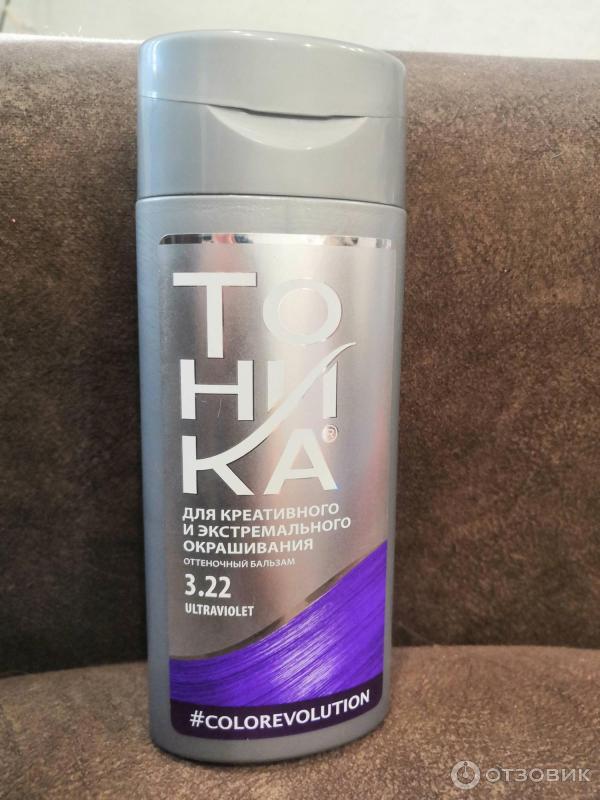 ТО
НИ
КА®
ДЛЯ КРЕАТИВНОГО
И ЭКСТРЕМАЛЬНОГО
ОКРАШИВАНИЯ
ОТТЕНОЧНЫЙ БАЛЬЗАМ
3.22
ULTRAVIOLET
#COLOREVOLUTION
ОТЗОВИК